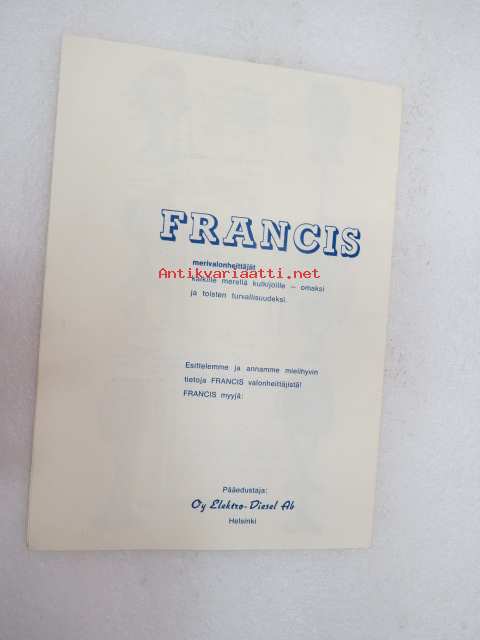 FRANCIS
merivalonheittäjät
Antikvariaatti.net
kaikille merellä kulkijoille — omaksi
ja toisten turvallisuudeksi.
Esittelemme ja annamme mielihyvin
tietoja FRANCIS valonheittäjistä!
FRANCIS myyjä:
Pääedustaja:
Oy Elektro-Diesel Ab
Helsinki